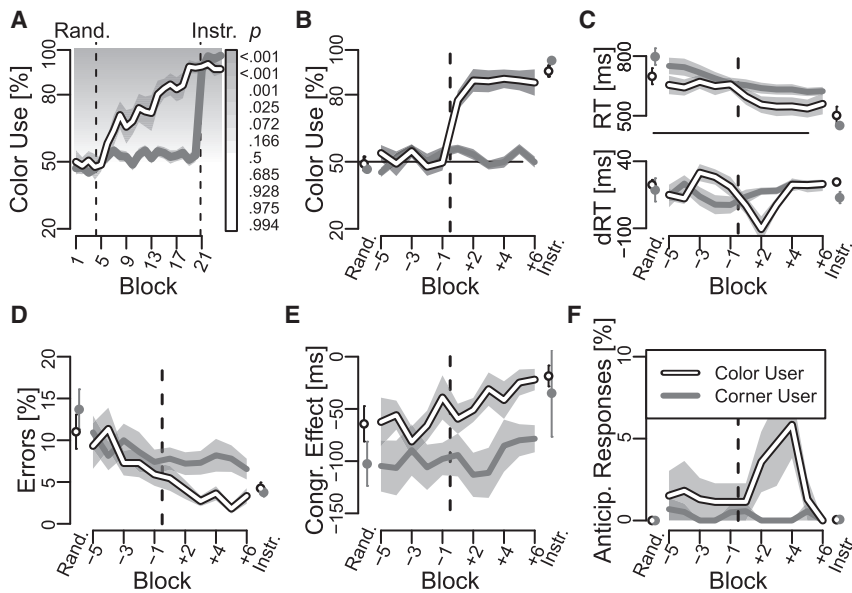 A
Rand.
Instr.
p
Color Use [%]
100
80
50
20
<.001
<.001
.001
.025
.072
.166
.5
.685
.928
.975
.994
1
5
9
13
17
21
Block
B
Color Use [%]
100
80
50
20
Rand.
−5
−3
−1
+2
+4
+6
Instr.
Block
C
RT [ms]
800
500
dRT [ms]
40
−100
Rand.
−5
−3
−1
+2
+4
+6
Instr.
Block
D
Errors [%]
20
15
10
5
0
Rand.
−5
−3
−1
+2
+4
+6
Instr.
Block
E
Congr. Effect [ms]
0
−50
−100
−150
Rand.
−5
−3
−1
+2
+4
+6
Instr.
Block
F
Anticip. Responses [%]
10
5
0
Color User
Corner User
Rand.
−5
−3
−1
+2
+4
+6
Instr.
Block